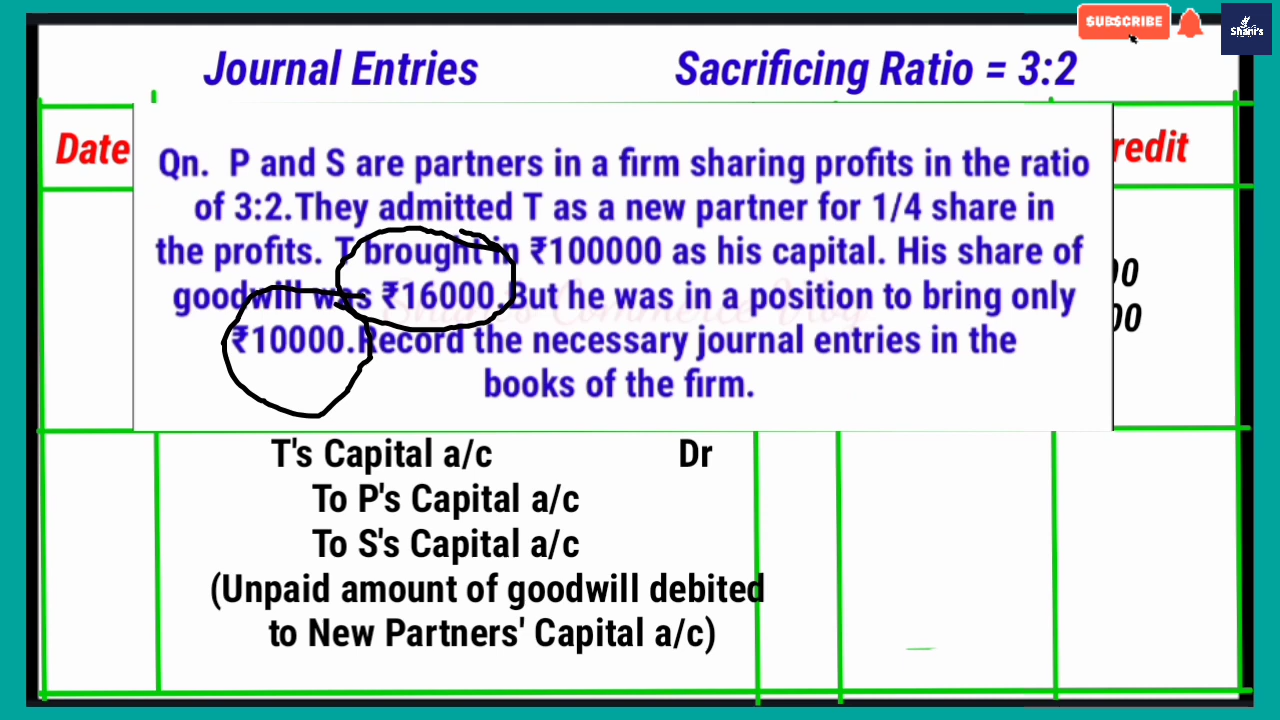 SUBSCRIBE
Shari's
Journal Entries Sacrificing Ratio = 3:2
Date redit
Qn. P and S are partners in a firm sharing profits in the ratio
of 3:2.They admitted T as a new partner for 1/4 share in
the profits. T brought in ₹100000 as his capital. His share of
goodwill was ₹16000.But he was in a position to bring only
₹10000.Record the necessary journal entries in the
books of the firm.
00
00
T's Capital a/c Dr
To P's Capital a/c
To S's Capital a/c
(Unpaid amount of goodwill debited
to New Partners' Capital a/c)